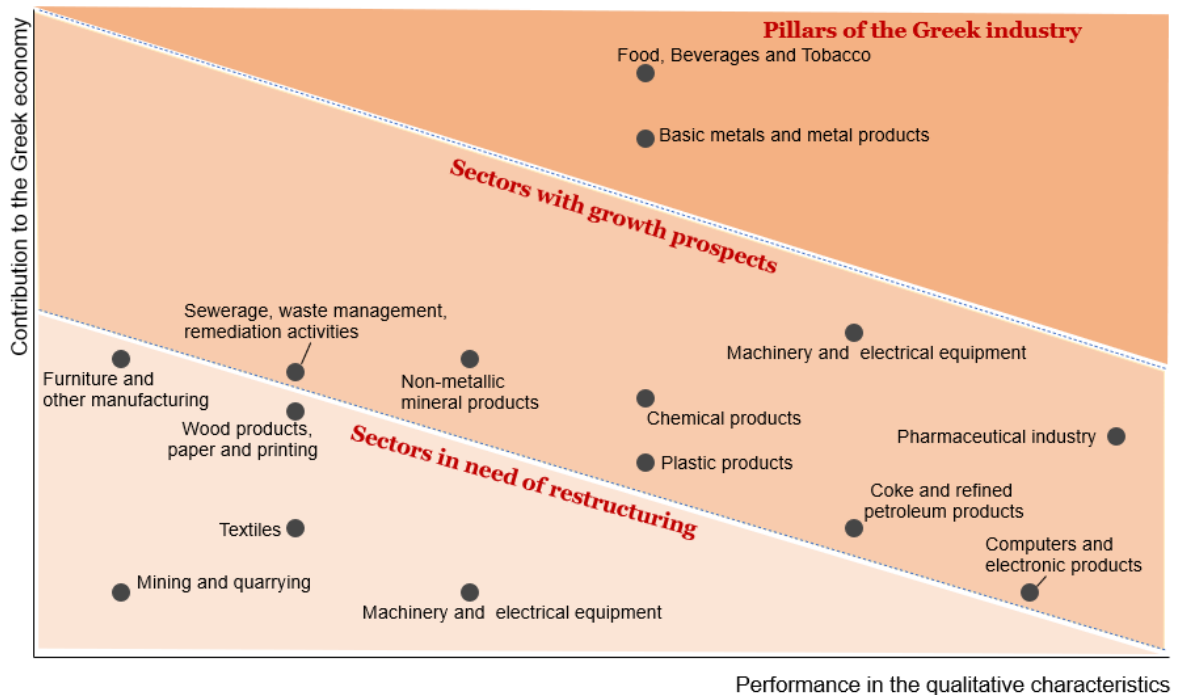 Contribution to the Greek economy
Pillars of the Greek industry
Food, Beverages and Tobacco
Basic metals and metal products
Sectors with growth prospects
Sewerage, waste management,
remediation activities
Machinery and  electrical equipment
Furniture and
other manufacturing
Non-metallic
mineral products
Chemical products
Wood products,
paper and printing
Pharmaceutical industry
Sectors in need of restructuring
Plastic products
Coke and refined
petroleum products
Textiles
Computers and
electronic products
Mining and quarrying
Machinery and  electrical equipment
Performance in the qualitative characteristics